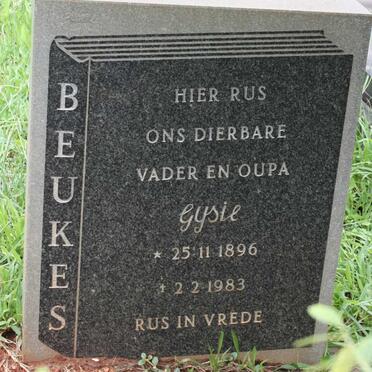 BEUKES
HIER RUS
ONS DIERBARE
VADER EN OUPA
Gysie
* 25·11·1896
† 2·2·1983
RUS IN VREDE